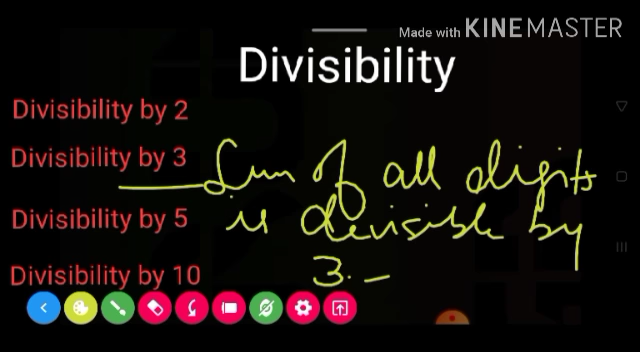 Made with KINEMASTER
Divisibility
Divisibility by 2
Divisibility by 3 Sum of all digits
Divisibility by 5 is divisible by
Divisibility by 10 3.